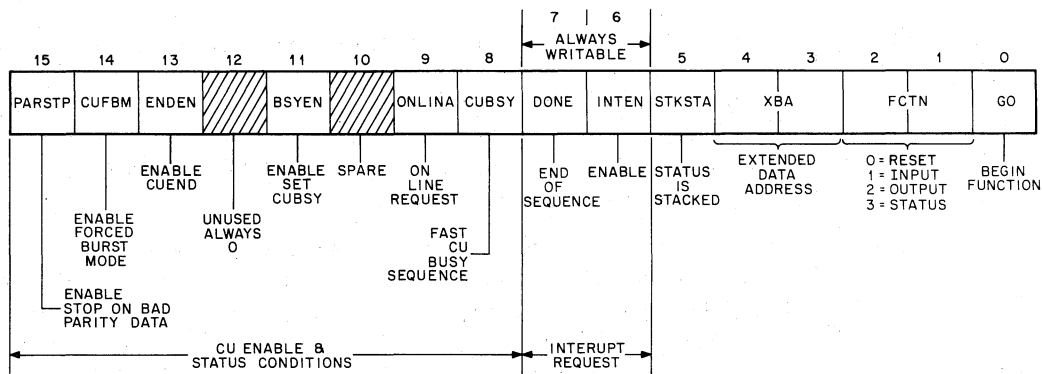 7 | 6
ALWAYS
WRITABLE
15 14 13 12 11 10 9 8 5 4 3 2 1 0
PARSTP CUFBM ENDEN BSYEN ONLINA CUBSY DONE INTEN STKSTA XBA FCTN GO
ENABLE
CUEND
ENABLE
SET
CUBSY
SPARE
ON
LINE
REQUEST
END
OF
SEQUENCE
ENABLE
STATUS
IS
STACKED
EXTENDED
DATA
ADDRESS
0 = RESET
1 = INPUT
2 = OUTPUT
3 = STATUS
BEGIN
FUNCTION
ENABLE
FORCED
BURST
MODE
UNUSED
ALWAYS
0
FAST
CU
BUSY
SEQUENCE
ENABLE
STOP ON BAD
PARITY DATA
CU ENABLE &
STATUS CONDITIONS
INTERUPT
REQUEST